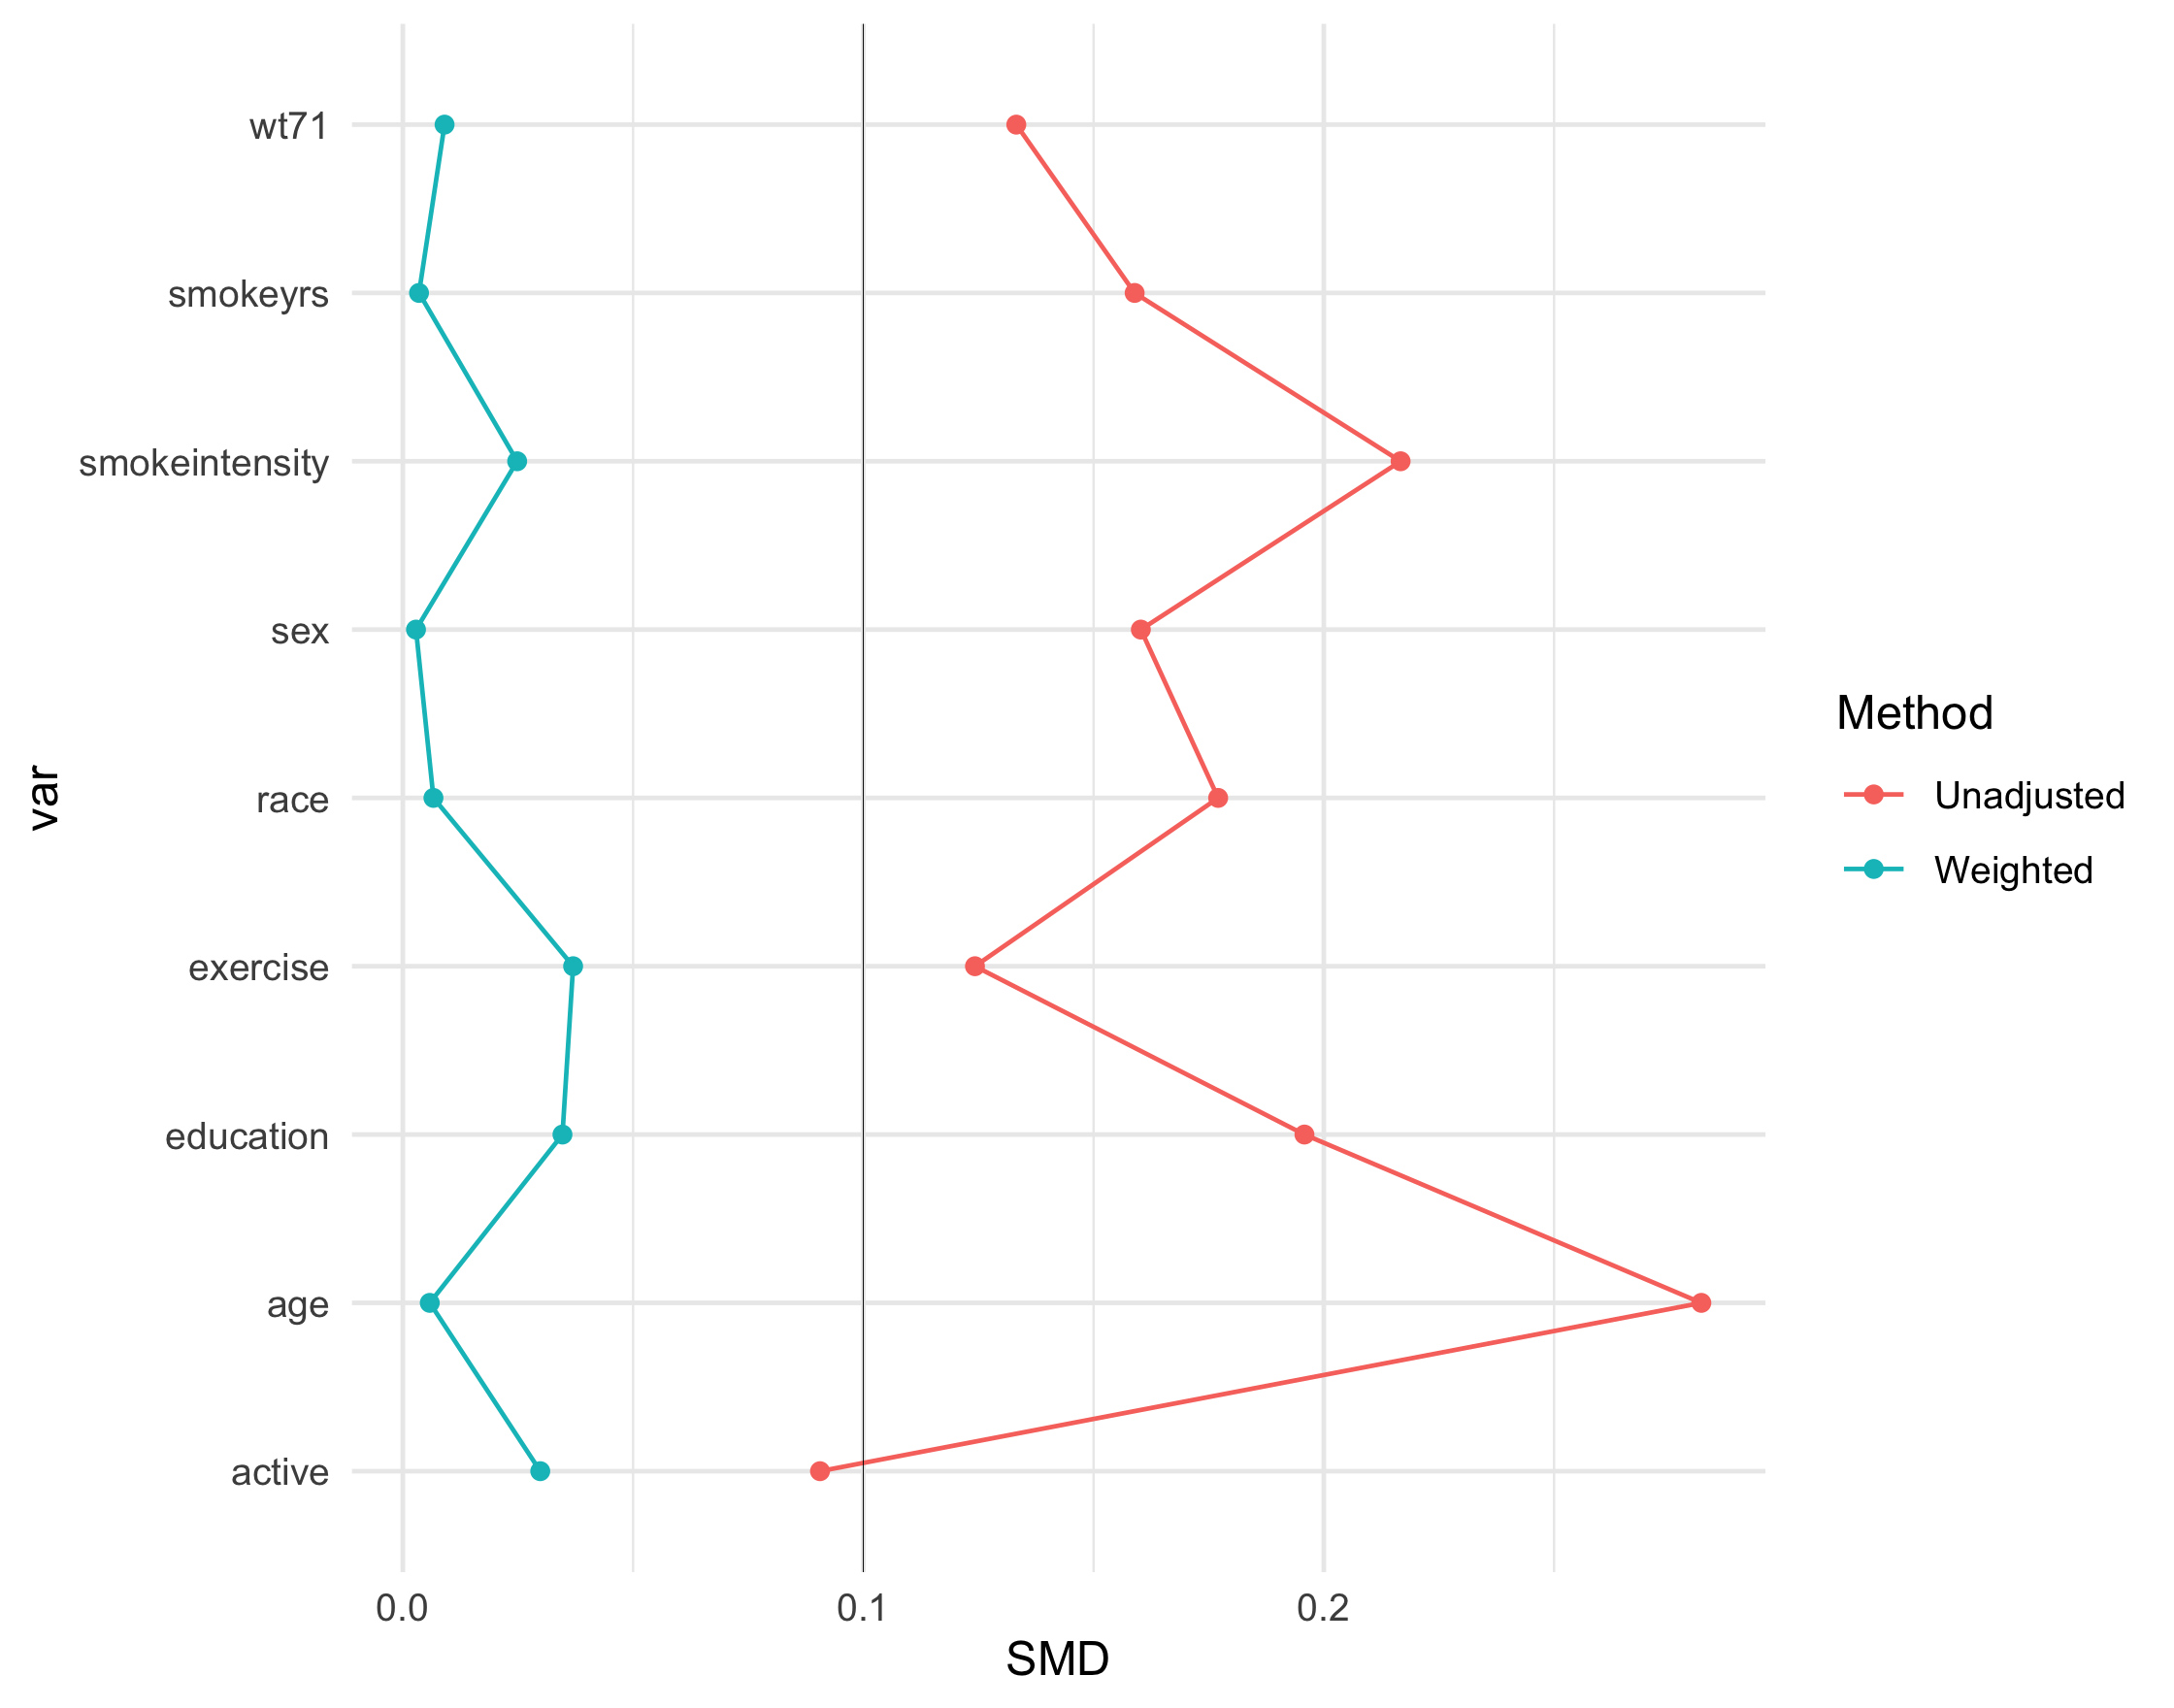 wt71
smokeyrs
smokeintensity
sex
race
exercise
education
age
active
var
0.0 0.1 0.2
SMD
Method
Unadjusted
Weighted